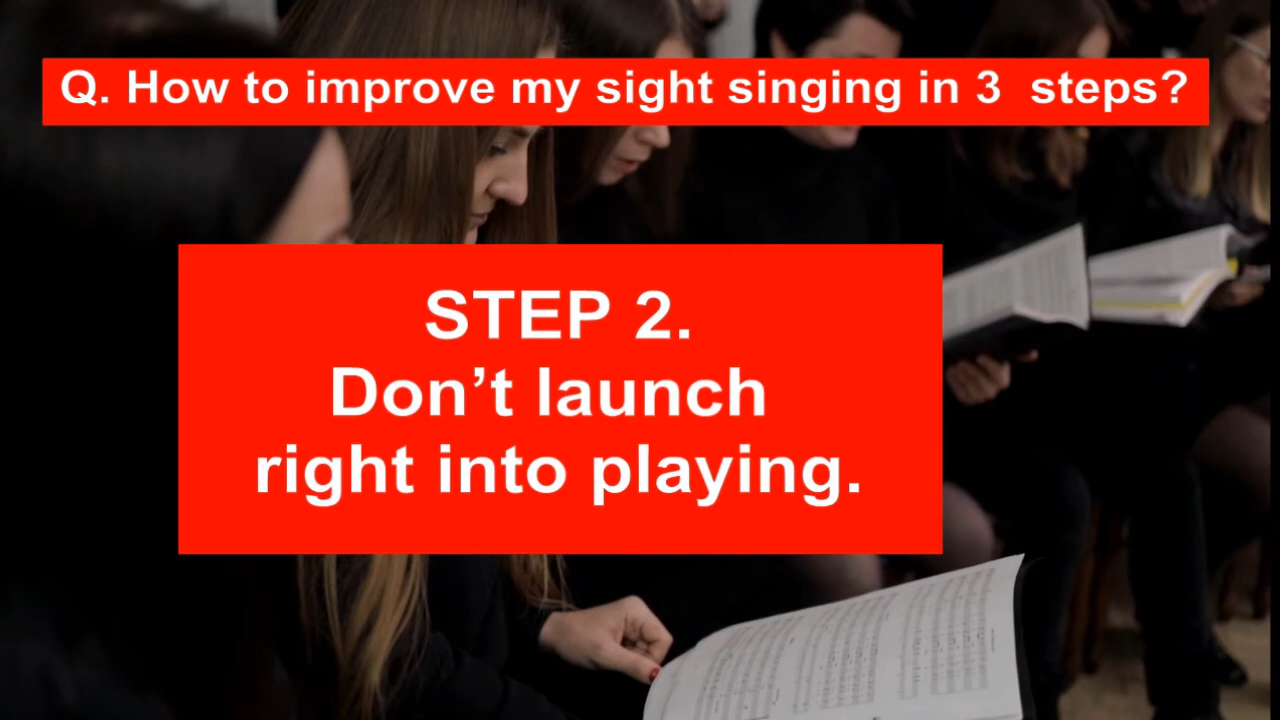 Q. How to improve my sight singing in 3  steps?
STEP 2.
Don’t launch
right into playing.